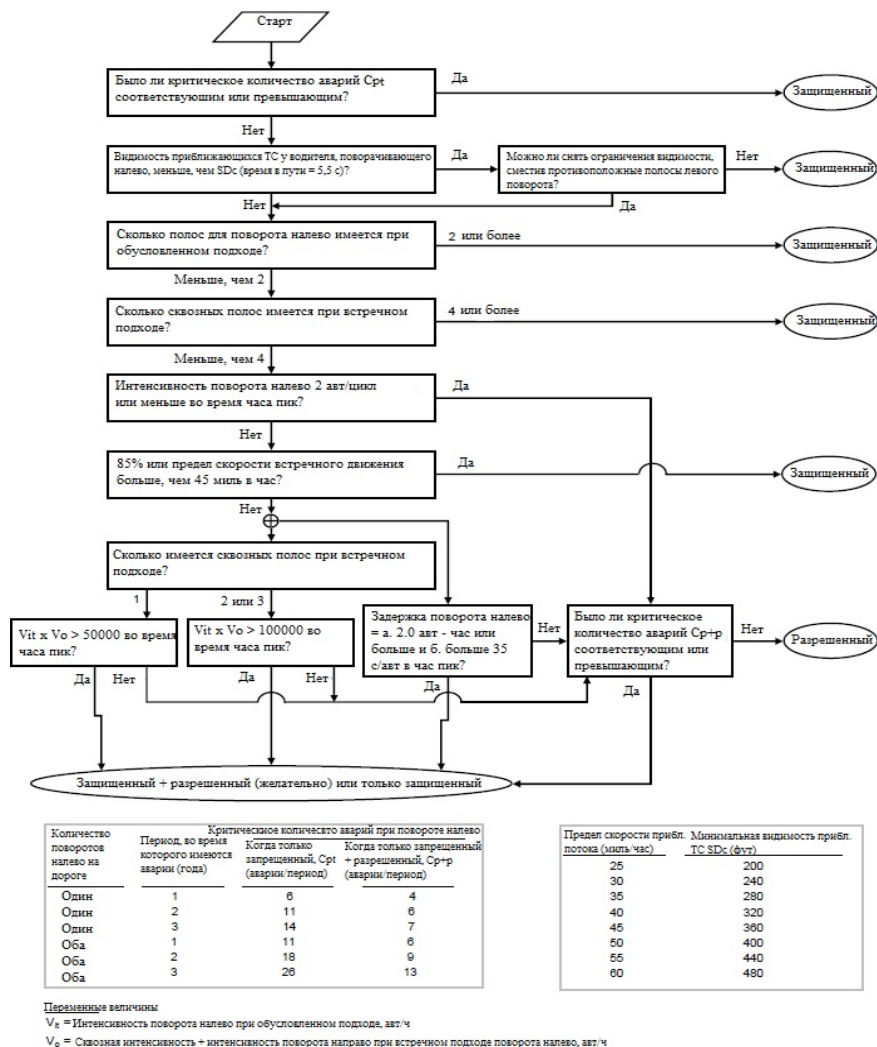 Старт
Было ли критическое количество аварий Cpt
соответствуюшим или превышающим?
Да
Защищенный
Нет
Видимость приближающихся ТС у водителя, поворачивающего
налево, меньше, чем SDc (время в пути = 5,5 с)?
Да
Можно ли снять ограничения видимости,
сместив противоположные полосы левого
поворота?
Нет
Защищенный
Нет
Да
Сколько полос для поворота налево имеется при
обусловленном подходе?
2 или более
Защищенный
Меньше, чем 2
Сколько сквозных полос имеется при встречном
подходе?
4 или более
Защищенный
Меньше, чем 4
Интенсивность поворота налево 2 авт/цикл
или меньше во время часа пик?
Да
Нет
85% или предел скорости встречного движения
больше, чем 45 миль в час?
Да
Защищенный
Нет
Сколько имеется сквозных полос при встречном
подходе?
1
2 или 3
Vit x Vo > 50000 во время
часа пик?
Vit x Vo > 100000 во
время часа пик?
Задержка поворота налево
= а. 2.0 авт - час или
больше и б. больше 35
с/авт в час пик?
Нет
Было ли критическое
количество аварий Cp+p
соответствующим или
превышающим?
Нет
Разрешенный
Да
Нет
Да
Нет
Да
Да
Защищенный + разрешенный (желательно) или только защищенный
Количество
поворотов
налево на
дороге
Период, во время
которого имеются
аварии (года)
Критическое количесвто аварий при повороте налево
Когда только
запрещенный, Cpt
(аварии/период)
Когда только запрещенный
+ разрешенный, Cp+p
(аварии/период)
Один 1 6 4
Один 2 11 6
Один 3 14 7
Оба 1 11 6
Оба 2 18 9
Оба 3 26 13
Предел скорости прибл.
потока (миль/час)
Минимальная видимость прибл.
ТС SDc (фут)
25 200
30 240
35 280
40 320
45 360
50 400
55 440
60 480
Переменные величины
Vlt = Интенсивность поворота налево при обусловленном подходе, авт/ч
Vo = Сквозная интенсивность + интенсивность поворота направо при встречном подходе поворота налево, авт/ч